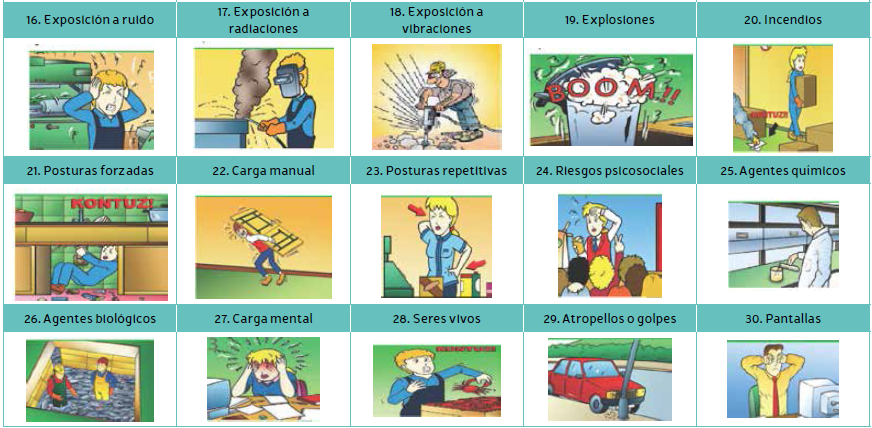 16. Exposición a ruido
17. Exposición a
radiaciones
18. Exposición a
vibraciones
19. Explosiones
20. Incendios
BOOM!!
KONTUZ!
21. Posturas forzadas
22. Carga manual
23. Posturas repetitivas
24. Riesgos psicosociales
25. Agentes químicos
KONTUZ!
26. Agentes biológicos
27. Carga mental
28. Seres vivos
29. Atropellos o golpes
30. Pantallas